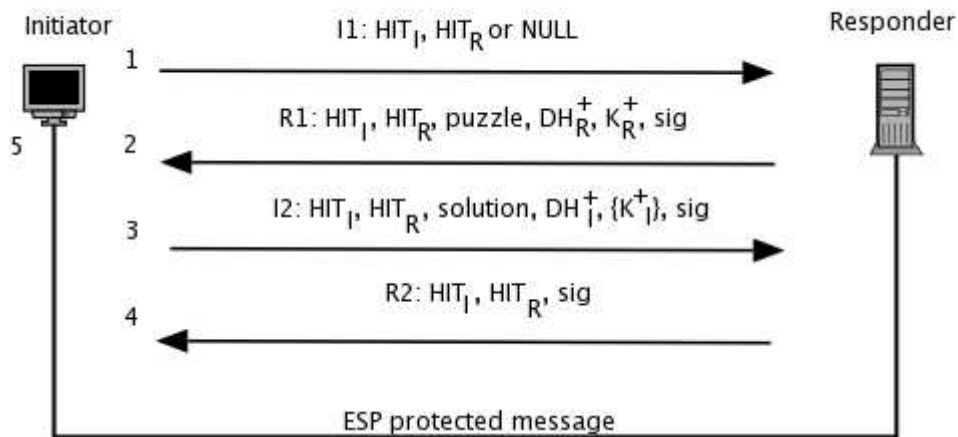 Initiator
Responder
I1: HIT_I, HIT_R or NULL
1
R1: HIT_I, HIT_R, puzzle, DH_R^+, K_R^+, sig
5
2
I2: HIT_I, HIT_R, solution, DH_I^+, {K_I^+}, sig
3
R2: HIT_I, HIT_R, sig
4
ESP protected message